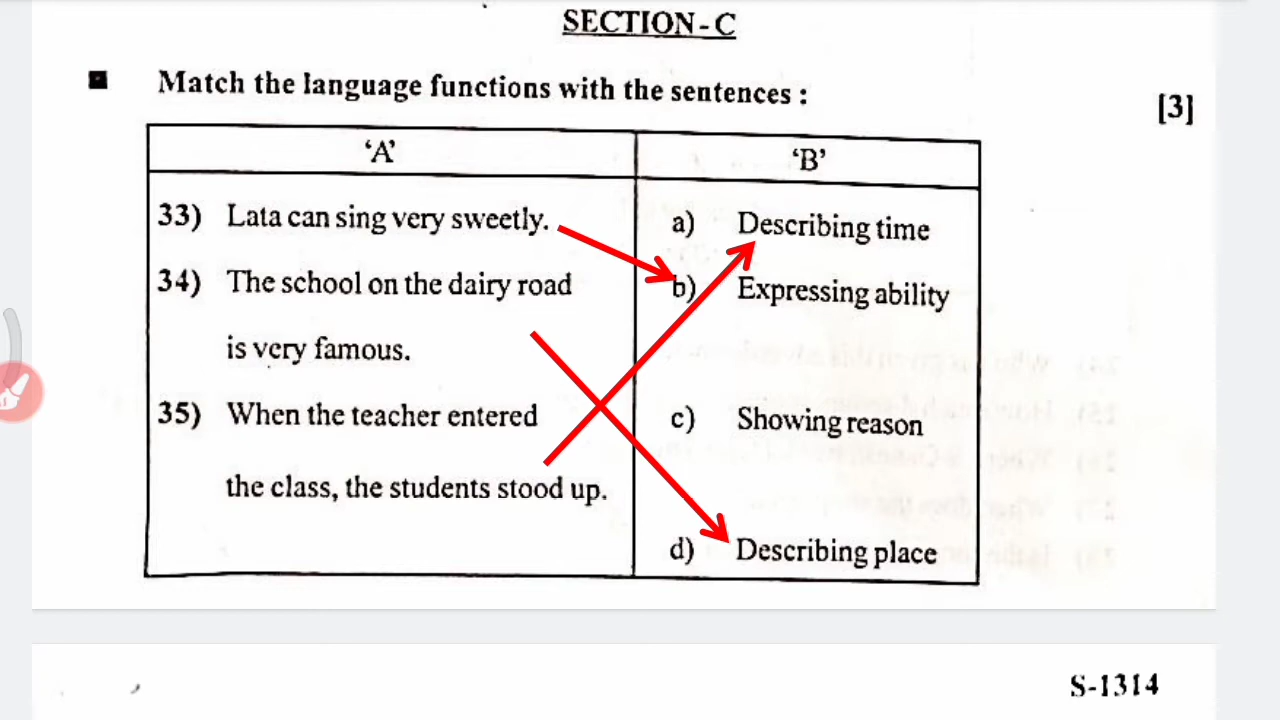 SECTION - C
Match the language functions with the sentences :
[3]
‘A’
‘B’
33) Lata can sing very sweetly.
a) Describing time
34) The school on the dairy road
b) Expressing ability
is very famous.
35) When the teacher entered
c) Showing reason
the class, the students stood up.
d) Describing place
S-1314